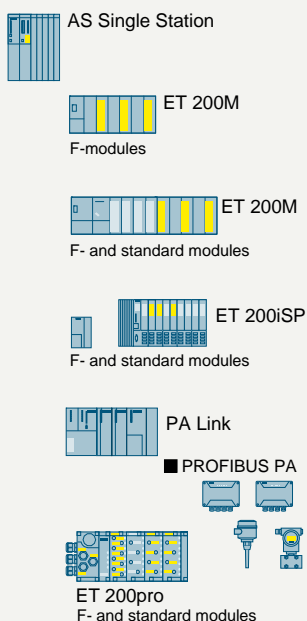 AS Single Station
ET 200M
F-modules
ET 200M
F- and standard modules
ET 200iSP
F- and standard modules
PA Link
PROFIBUS PA
ET 200pro
F- and standard modules